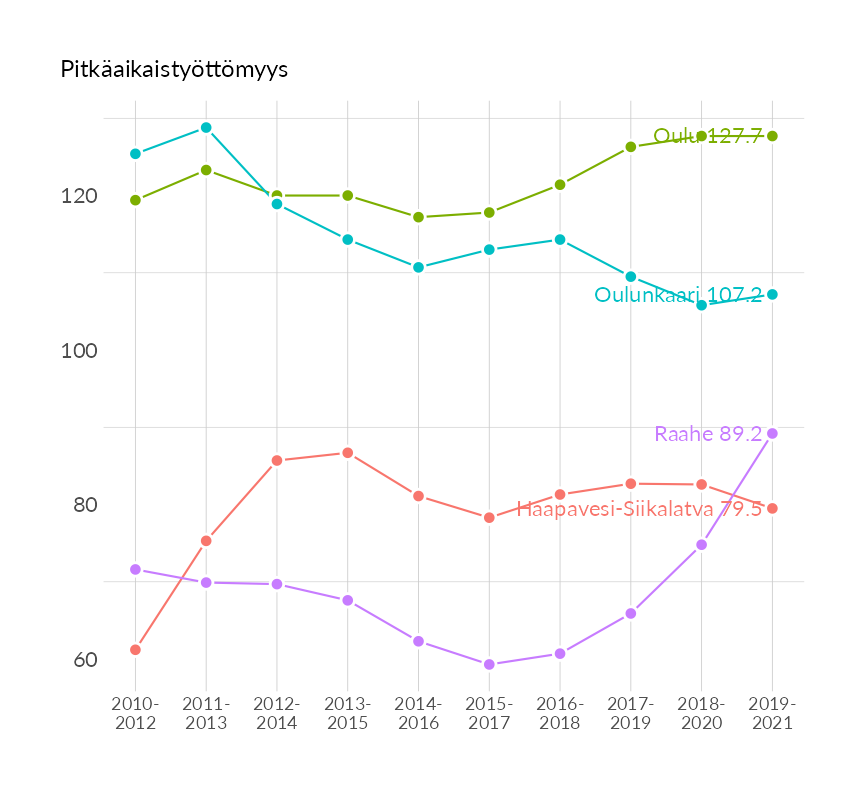 Pitkäaikaistyöttömyys
Oulu 127.7
120
Oulunkaari 107.2
100
Raahe 89.2
80
Haapavesi-Siikalatva 79.5
60
2010- 2011- 2012- 2013- 2014- 2015- 2016- 2017- 2018- 2019-
2012 2013 2014 2015 2016 2017 2018 2019 2020 2021